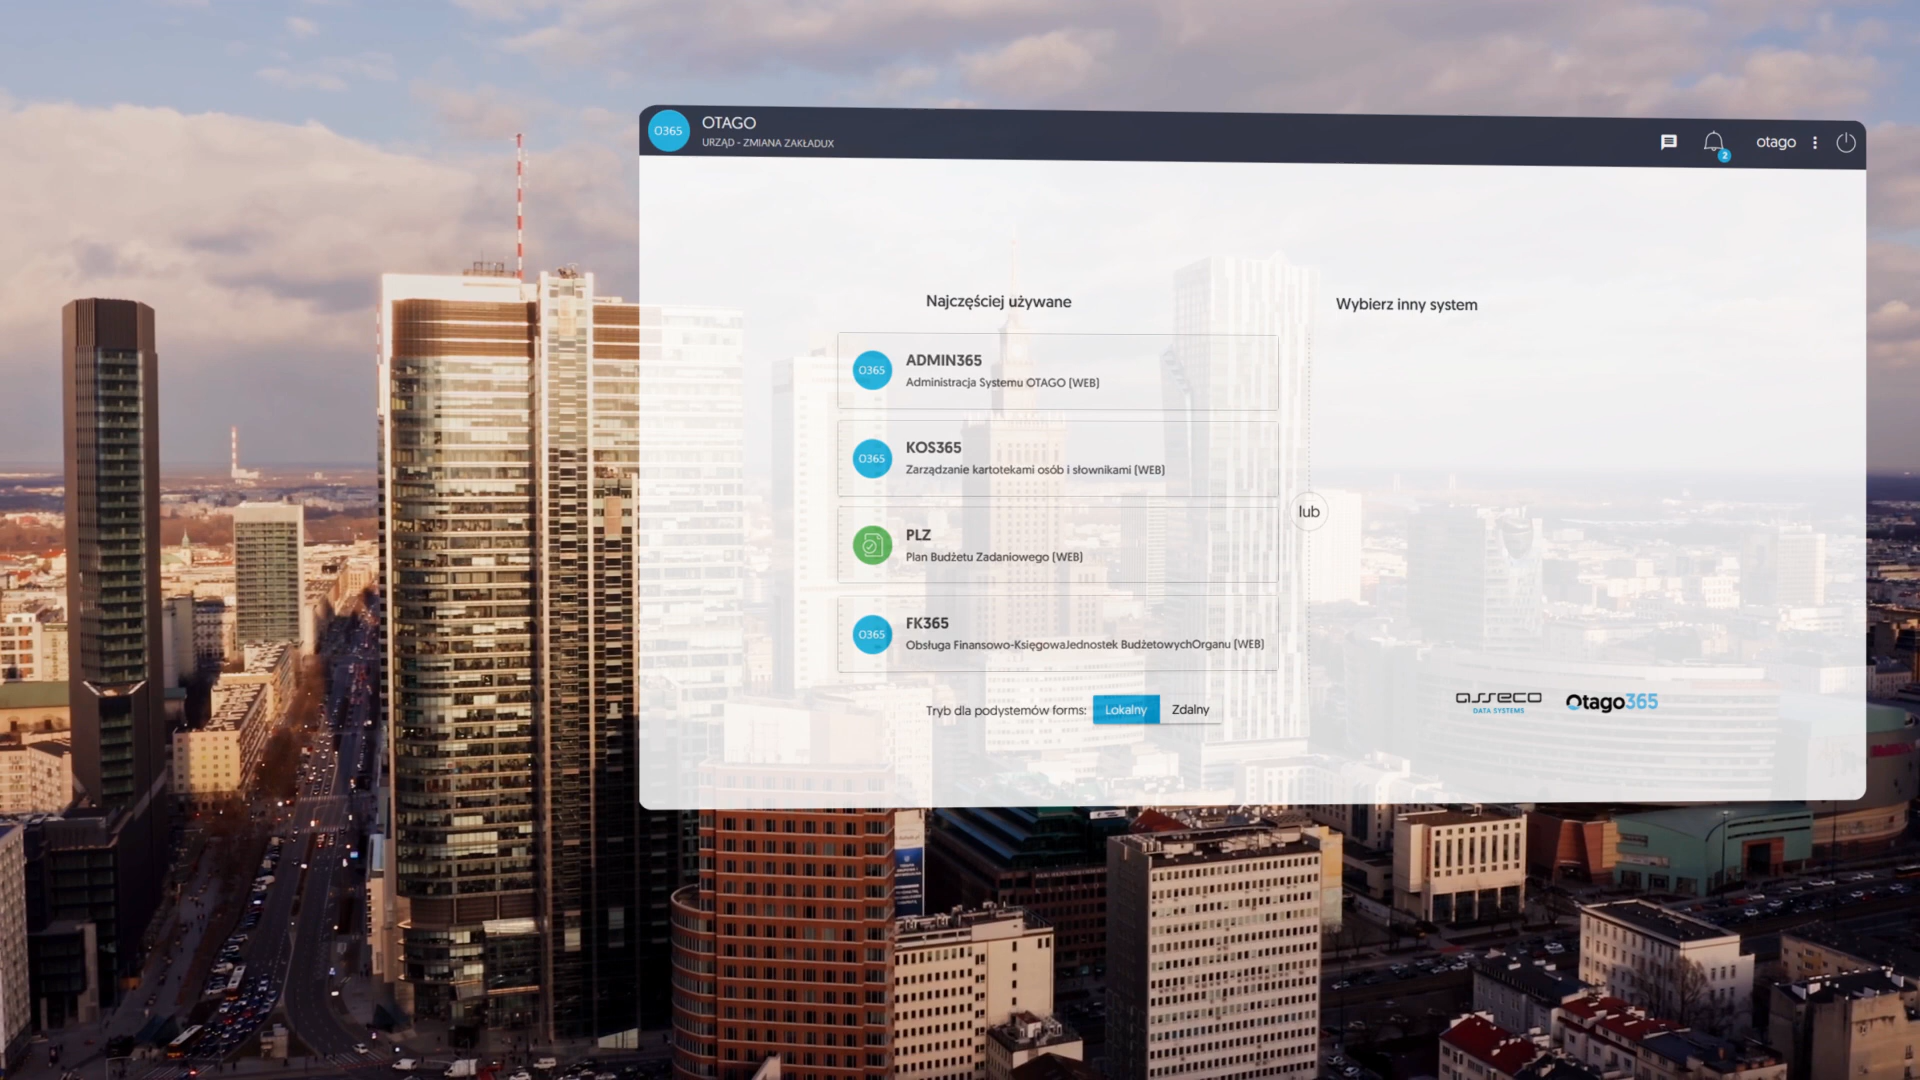 O365
OTAGO
URZĄD - ZMIANA ZAKŁADUX
2
otago
Najczęściej używane
Wybierz inny system
O365
ADMIN365
Administracja Systemu OTAGO (WEB)
O365
KOS365
Zarządzanie kartotekami osób i słownikami (WEB)
PLZ
Plan Budżetu Zadaniowego (WEB)
O365
FK365
Obsługa Finansowo-KsięgowaJednostek BudżetowychOrganu (WEB)
lub
Tryb dla podystemów forms:
Lokalny
Zdalny
asseco
DATA SYSTEMS
Otago365